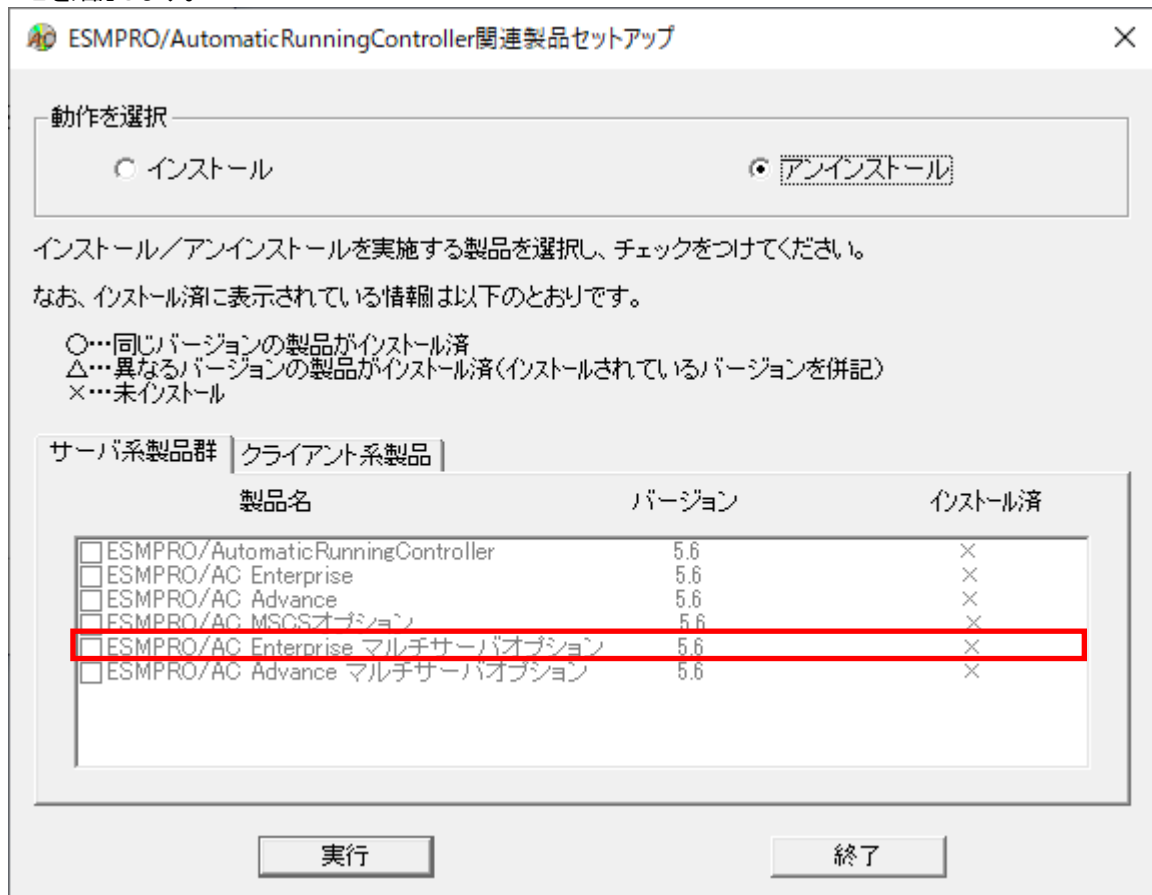 ESMPRO/AutomaticRunningController関連製品セットアップ
動作を選択
インストール
アンインストール
インストール／アンインストールを実施する製品を選択し、チェックをつけてください。
なお、インストール済に表示されている情報は以下のとおりです。
○…同じバージョンの製品がインストール済
△…異なるバージョンの製品がインストール済(インストールされているバージョンを併記)
×…未インストール
サーバ系製品群 クライアント系製品
製品名 バージョン インストール済
ESMPRO/AutomaticRunningController 5.6 ×
ESMPRO/AC Enterprise 5.6 ×
ESMPRO/AC Advance 5.6 ×
ESMPRO/AC MSCSオプション 5.6 ×
ESMPRO/AC Enterprise マルチサーバオプション 5.6 ×
ESMPRO/AC Advance マルチサーバオプション 5.6 ×
実行 終了